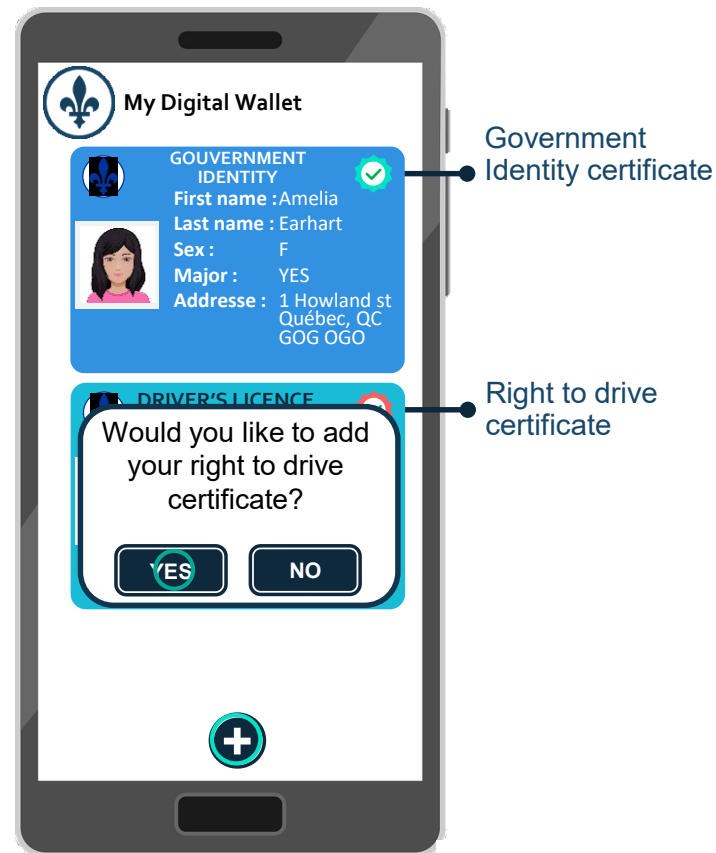 My Digital Wallet
GOUVERNMENT
IDENTITY
First name : Amelia
Last name : Earhart
Sex : F
Major : YES
Addresse : 1 Howland st
Québec, QC
GOG OGO
Government
Identity certificate
DRIVER'S LICENCE
Right to drive
certificate
Would you like to add
your right to drive
certificate?
YES NO